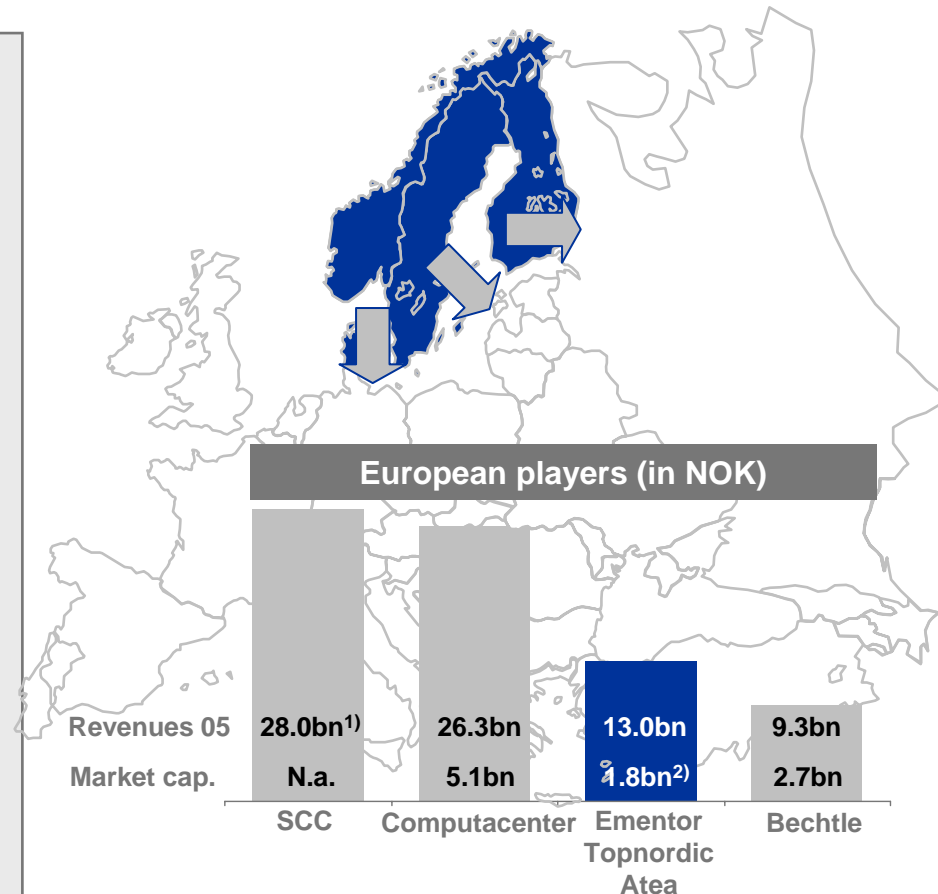 European players (in NOK)
Revenues 05 28.0bn1) 26.3bn 13.0bn 9.3bn
Market cap. N.a. 5.1bn 1.8bn2) 2.7bn
SCC Computacenter Ementor Bechtle
Topnordic
Atea